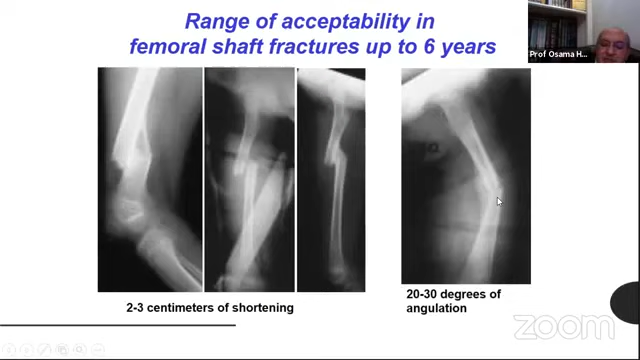 Range of acceptability in
femoral shaft fractures up to 6 years
Prof Osama H...
2-3 centimeters of shortening
20-30 degrees of
angulation
zoom